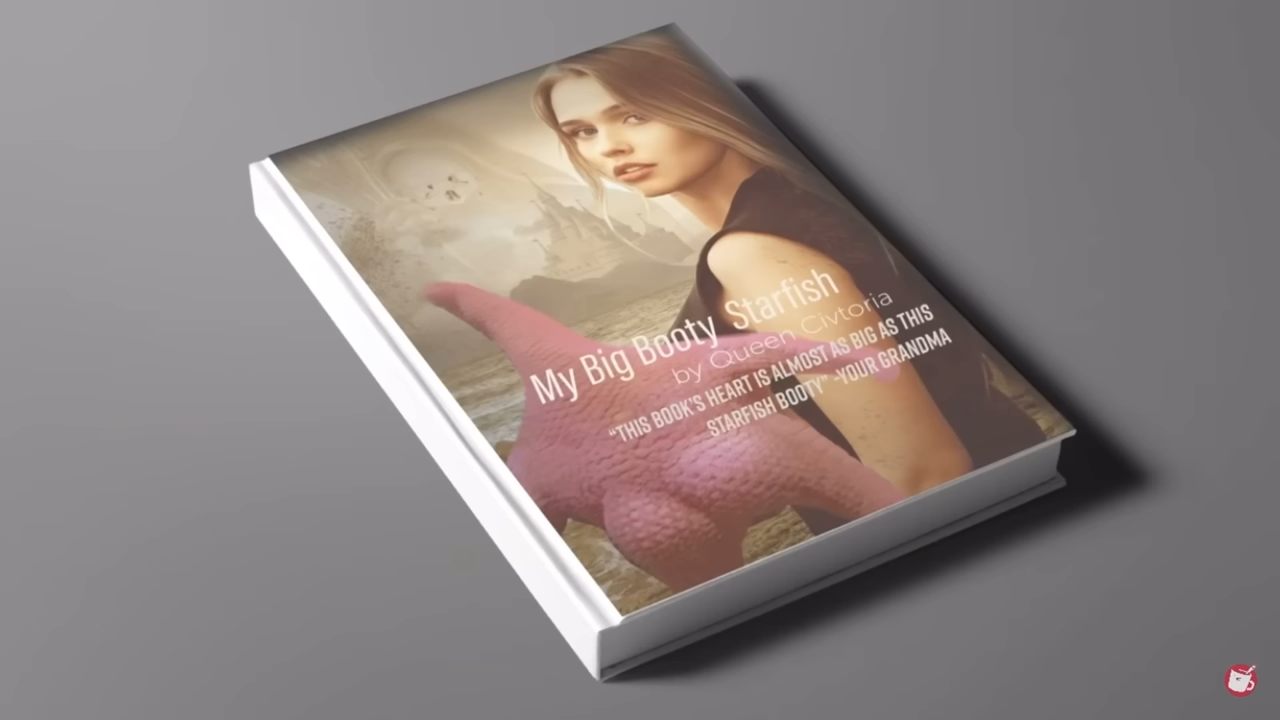 My Big Booty Starfish
by Queen Civtoria
“THIS BOOK’S HEART IS ALMOST AS BIG AS THIS
STARFISH BOOTY” -YOUR GRANDMA